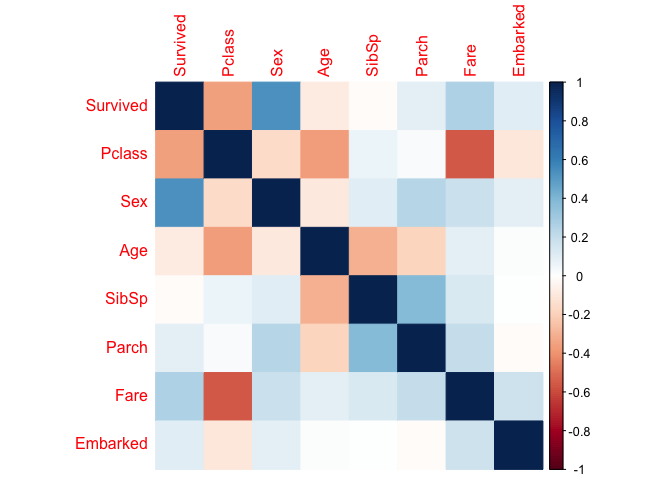 Survived
Pclass
Sex
Age
SibSp
Parch
Fare
Embarked
Survived
Pclass
Sex
Age
SibSp
Parch
Fare
Embarked
1
0.8
0.6
0.4
0.2
0
-0.2
-0.4
-0.6
-0.8
-1